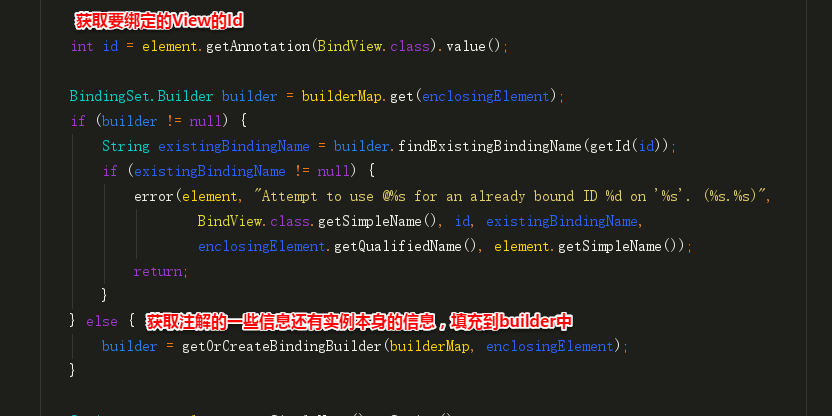 获取要绑定的View的Id
int id = element.getAnnotation(BindView.class).value();
BindingSet.Builder builder = builderMap.get(enclosingElement);
if (builder != null) {
String existingBindingName = builder.findExistingBindingName(getId(id));
if (existingBindingName != null) {
error(element, "Attempt to use @%s for an already bound ID %d on '%s'. (%s.%s)",
BindView.class.getSimpleName(), id, existingBindingName,
enclosingElement.getQualifiedName(), element.getSimpleName());
return;
}
} else { 获取注解的一些信息还有实例本身的信息，填充到builder中
builder = getOrCreateBindingBuilder(builderMap, enclosingElement);
}